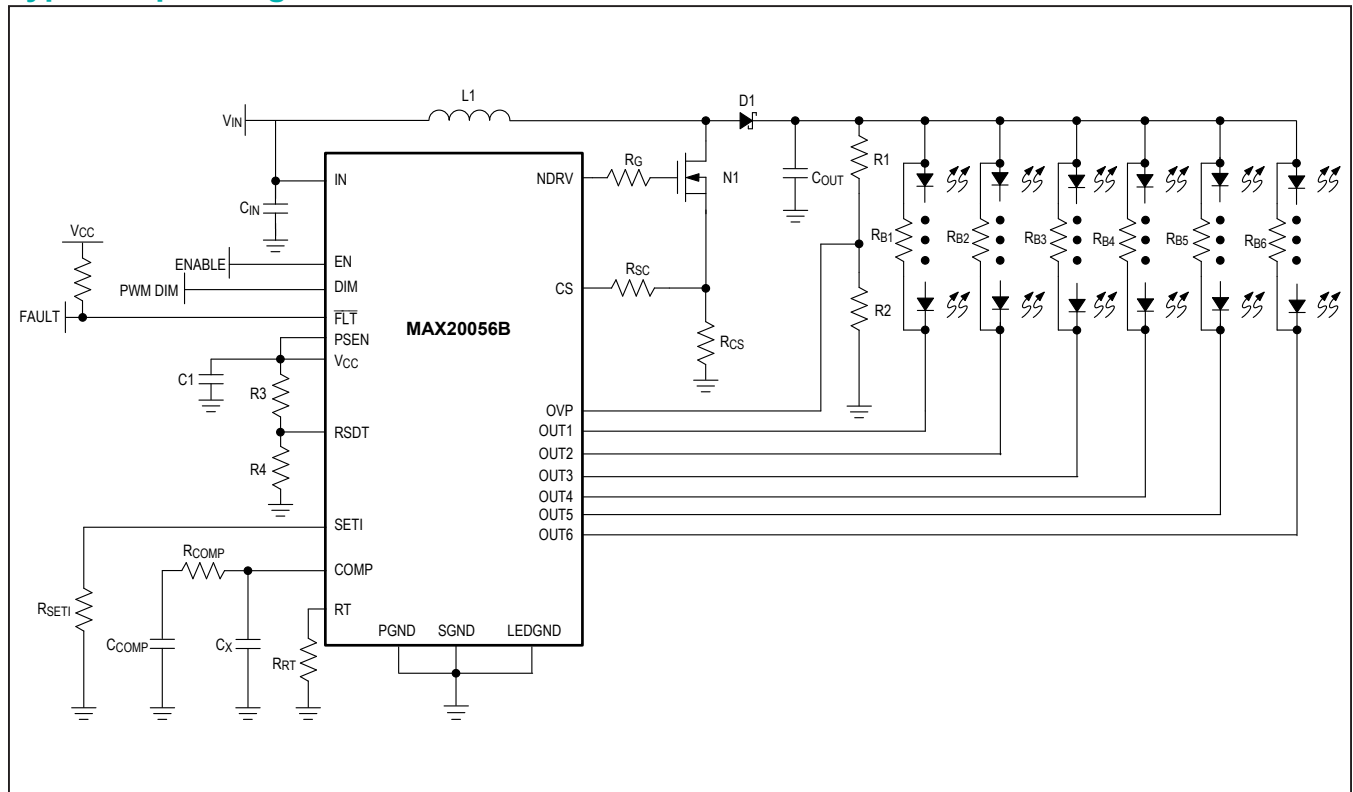 L1
D1
VIN
RG
R1
IN
NDRV
N1
COUT
CIN
VCC
RB1
RB2
RB3
RB4
RB5
RB6
ENABLE
EN
PWM DIM
DIM
CS
RSC
FAULT
FLT
R2
MAX20056B
PSEN
RCS
VCC
C1
R3
OVP
RSDT
OUT1
OUT2
R4
OUT3
OUT4
OUT5
SETI
OUT6
RCOMP
COMP
RSETI
RT
PGND
SGND
LEDGND
CCOMP
CX
RRT